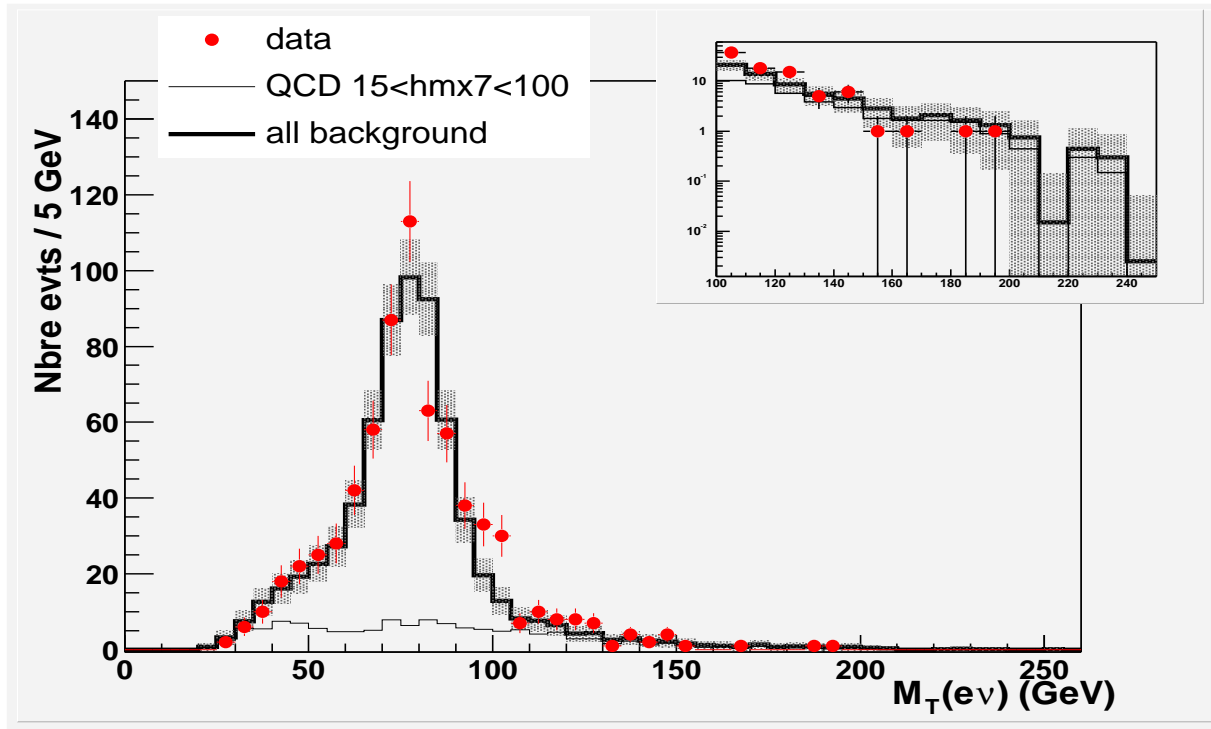 data
QCD 15<hmx7<100
all background
Nbre evts / 5 GeV
140
120
100
80
60
40
20
0
0 50 100 150 200 250
M_T(eν) (GeV)
10
1
10⁻¹
10⁻²
100 120 140 160 180 200 220 240